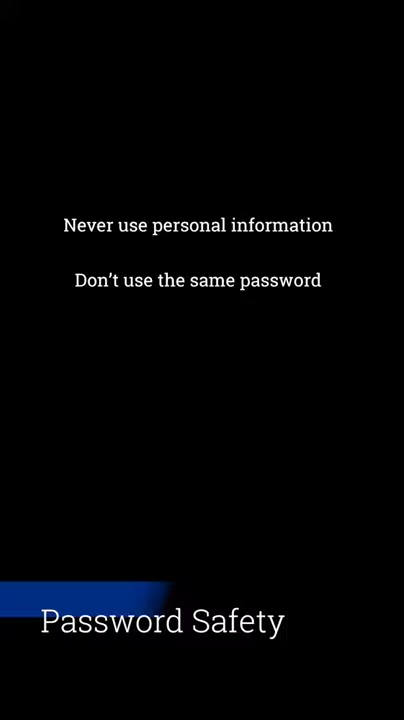 Never use personal information
Don’t use the same password
Password Safety